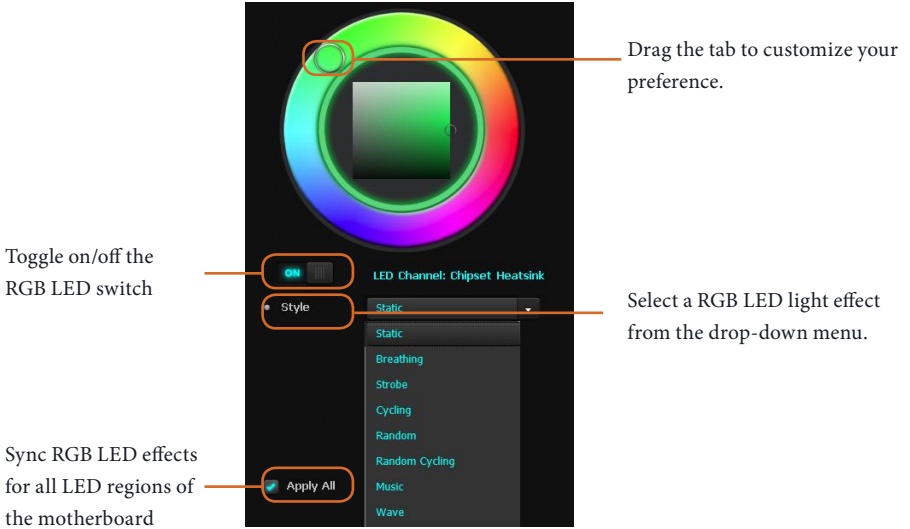 Drag the tab to customize your
preference.
Toggle on/off the
RGB LED switch
ON
LED Channel: Chipset Heatsink
Style
Static
Select a RGB LED light effect
from the drop-down menu.
Static
Breathing
Strobe
Cycling
Random
Random Cycling
Music
Wave
Sync RGB LED effects
for all LED regions of
the motherboard
Apply All